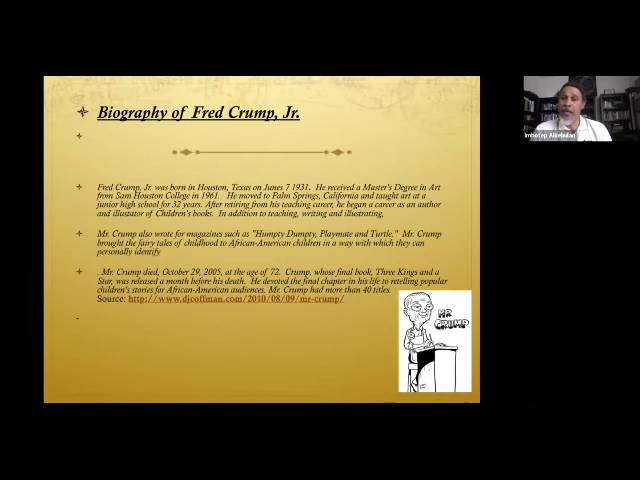 Biography of Fred Crump, Jr.
Fred Crump, Jr. was born in Houston, Texas on Junes 7 1931. He received a Master's Degree in Art
from Sam Houston College in 1961. He moved to Palm Springs, California and taught art at a
junior high school for 32 years. After retiring from his teaching career, he began a career as an author
and illustator of Children's books. In addition to teaching, writing and illustrating,
Mr. Crump also wrote for magazines such as "Humpty Dumpty, Playmate and Turtle." Mr. Crump
brought the fairy tales of childhood to African-American children in a way with which they can
personally identify
. Mr. Crump died, October 29, 2005, at the age of 72. Crump, whose final book, Three Kings and a
Star, was released a month before his death. He devoted the final chapter in his life to retelling popular
children's stories for African-American audiences. Mr. Crump had more than 40 titles.
Source: http://www.djcoffman.com/2010/08/09/mr-crump/
MR
CRUMP
Imhotep Alkebulan